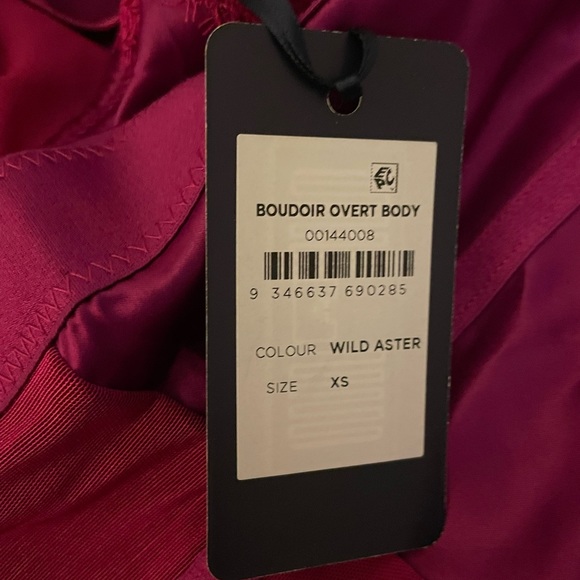 BOUDOIR OVERT BODY
00144008
9 346637 690285
COLOUR WILD ASTER
SIZE XS